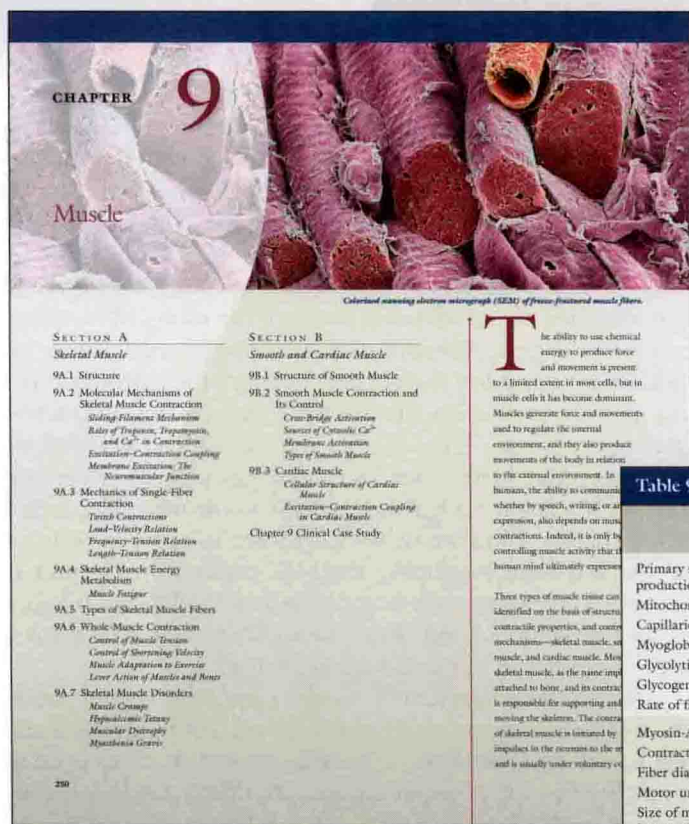 CHAPTER 9
Muscle
Colorized scanning electron micrograph (SEM) of freeze-fractured muscle fibers.
SECTION A
Skeletal Muscle
9A.1 Structure
9A.2 Molecular Mechanisms of
Skeletal Muscle Contraction
Sliding-Filament Mechanism
Roles of Troponin, Tropomyosin,
and Ca2+ in Contraction
Excitation–Contraction Coupling
Membrane Excitation: The
Neuromuscular Junction
9A.3 Mechanics of Single-Fiber
Contraction
Twitch Contractions
Load–Velocity Relation
Frequency–Tension Relation
Length–Tension Relation
9A.4 Skeletal Muscle Energy
Metabolism
Muscle Fatigue
9A.5 Types of Skeletal Muscle Fibers
9A.6 Whole-Muscle Contraction
Control of Muscle Tension
Control of Shortening Velocity
Muscle Adaptation to Exercise
Lever Action of Muscles and Bones
9A.7 Skeletal Muscle Disorders
Muscle Cramps
Hypocalcemic Tetany
Muscular Dystrophy
Myasthenia Gravis
SECTION B
Smooth and Cardiac Muscle
9B.1 Structure of Smooth Muscle
9B.2 Smooth Muscle Contraction and
Its Control
Cross-Bridge Activation
Sources of Cytosolic Ca2+
Membrane Activation
Types of Smooth Muscle
9B.3 Cardiac Muscle
Cellular Structure of Cardiac
Muscle
Excitation–Contraction Coupling
in Cardiac Muscle
Chapter 9 Clinical Case Study
The ability to use chemical
energy to produce force
and movement is present
to a limited extent in most cells, but in
muscle cells it has become dominant.
Muscles generate force and movements
used to regulate the internal
environment, and they also produce
movements of the body in relation
to the external environment. In
humans, the ability to
whether by speech, writing, or
expression, also depends on
contractions. Indeed, it is only
controlling muscle activity that
human mind ultimately
Three types of muscle tissue can
identified on the basis of
contractile properties, and
mechanisms—skeletal muscle,
muscle, and cardiac muscle.
skeletal muscle, as the name
attached to bone, and its
is responsible for supporting and
moving the skeleton. The
of skeletal muscle is initiated by
impulses in the neurons to the
and is usually under voluntary
250
Table 9
Primary
Size of